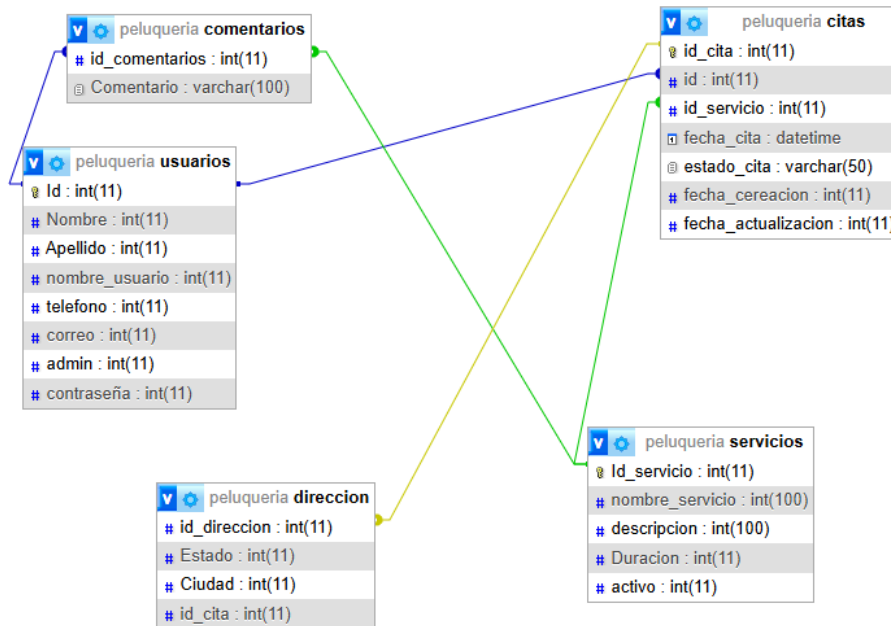 peluqueria comentarios
id_comentarios : int(11)
Comentario : varchar(100)
peluqueria usuarios
Id : int(11)
Nombre : int(11)
Apellido : int(11)
nombre_usuario : int(11)
telefono : int(11)
correo : int(11)
admin : int(11)
contraseña : int(11)
peluqueria citas
id_cita : int(11)
id : int(11)
id_servicio : int(11)
fecha_cita : datetime
estado_cita : varchar(50)
fecha_cereacion : int(11)
fecha_actualizacion : int(11)
peluqueria direccion
id_direccion : int(11)
Estado : int(11)
Ciudad : int(11)
id_cita : int(11)
peluqueria servicios
Id_servicio : int(11)
nombre_servicio : int(100)
descripcion : int(100)
Duracion : int(11)
activo : int(11)